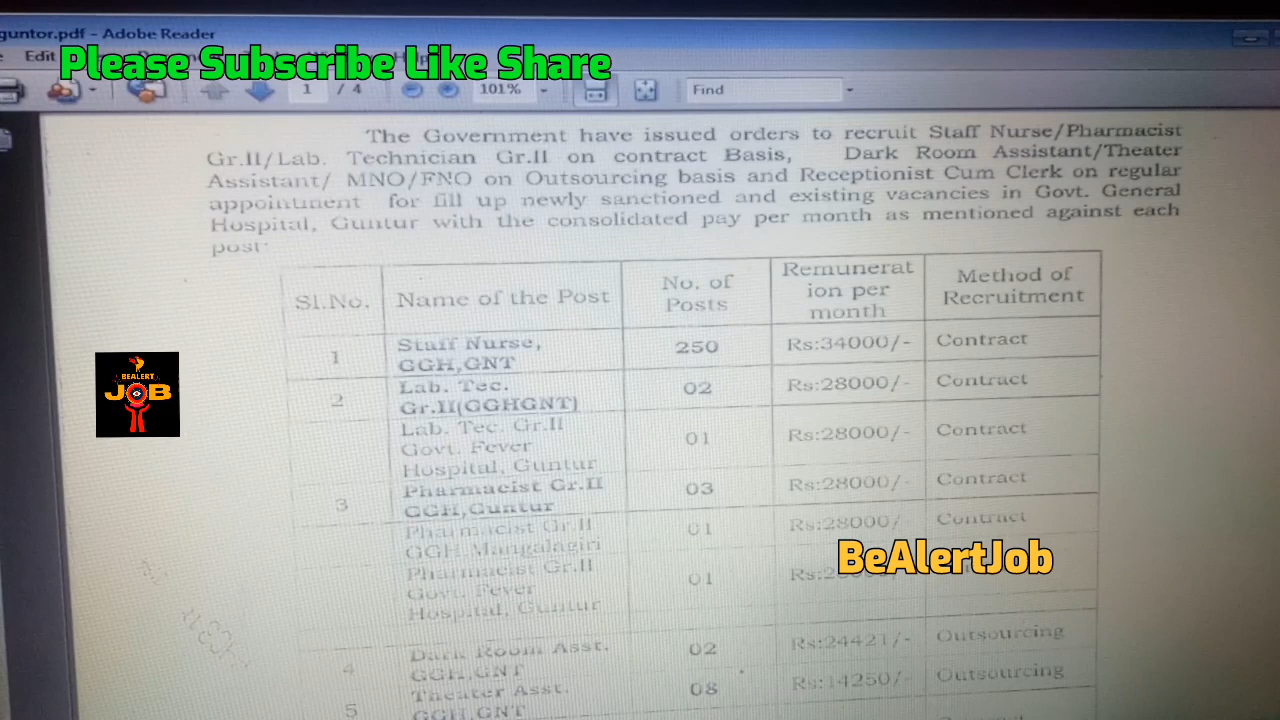 guntor.pdf - Adobe Reader
Edit
Please Subscribe Like Share
1 / 4
101%
Find
The Government have issued orders to recruit Staff Nurse/Pharmacist
Gr.II/Lab. Technician Gr.II on contract Basis, Dark Room Assistant/Theater
Assistant/ MNO/FNO on Outsourcing basis and Receptionist Cum Clerk on regular
appointment for fill up newly sanctioned and existing vacancies in Govt. General
Hospital, Guntur with the consolidated pay per month as mentioned against each
post:
Sl.No. Name of the Post No. of Posts Remunerat ion per month Method of Recruitment
1 Staff Nurse, GGH,GNT 250 Rs:34000/- Contract
2 Lab. Tec. Gr.II(GGHGNT) 02 Rs:28000/- Contract
Lab. Tec. Gr.II Govt. Fever Hospital, Guntur 01 Rs:28000/- Contract
3 Pharmacist Gr.II GGH,Guntur 03 Rs:28000/- Contract
Pharmacist Gr.II GGH,Mangalagiri 01 Rs:28000/ Contract
Pharmacist Gr.II Govt. Fever Hospital, Guntur 01
4 Dark Room Asst. GGH,GNT 02 Rs:24421/- Outsourcing
5 Theater Asst. GGH,GNT 08 Rs:14250/- Outsourcing
BEALERT
JOB
BeAlertJob